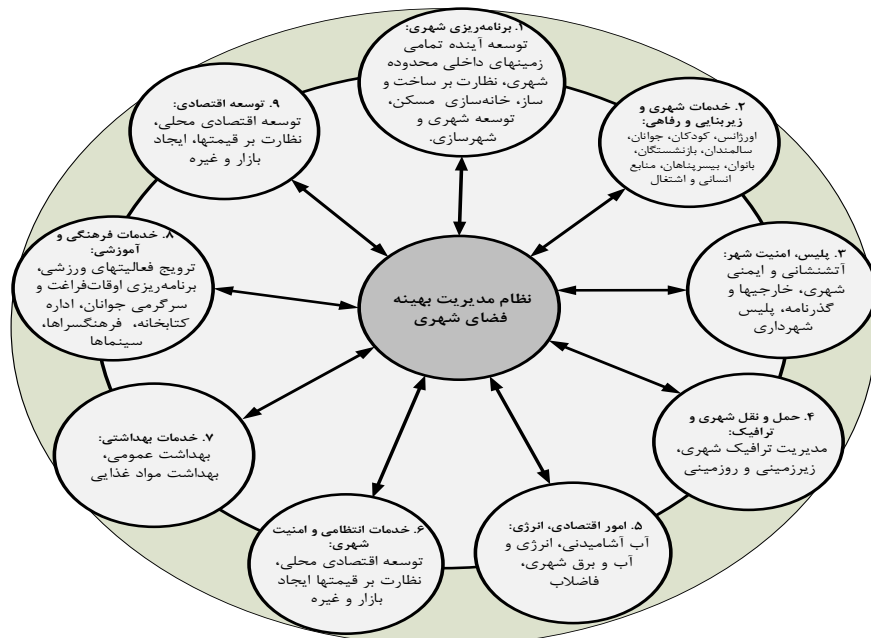 ۱. برنامه‌ریزی شهری:
توسعه آینده تمامی
زمینهای داخلی محدوده
شهری، نظارت بر ساخت و
ساز، خانه‌سازی مسکن،
توسعه شهری و
شهرسازی.
۲. خدمات شهری و
زیربنایی و رفاهی:
اورژانس، کودکان، جوانان،
سالمندان، بازنشستگان،
بانوان، بیسرپناهان، منابع
انسانی و اشتغال
۳. پلیس، امنیت شهر:
آتشنشانی و ایمنی
شهری، خارجیها و
گذرنامه، پلیس
شهرداری
۴. حمل و نقل شهری و
ترافیک:
مدیریت ترافیک شهری،
زیرزمینی و روزمینی
۵. امور اقتصادی، انرژی:
آب آشامیدنی، انرژی و
آب و برق شهری،
فاضلاب
۶. خدمات انتظامی و امنیت
شهری:
توسعه اقتصادی محلی،
نظارت بر قیمتها ایجاد
بازار و غیره
۷. خدمات بهداشتی:
بهداشت عمومی،
بهداشت مواد غذایی
۸. خدمات فرهنگی و
آموزشی:
ترویج فعالیتهای ورزشی،
برنامه‌ریزی اوقات‌فراغت و
سرگرمی جوانان، اداره
کتابخانه، فرهنگسراها،
سینماها
۹. توسعه اقتصادی:
توسعه اقتصادی محلی،
نظارت بر قیمتها، ایجاد
بازار و غیره
نظام مدیریت بهینه
فضای شهری